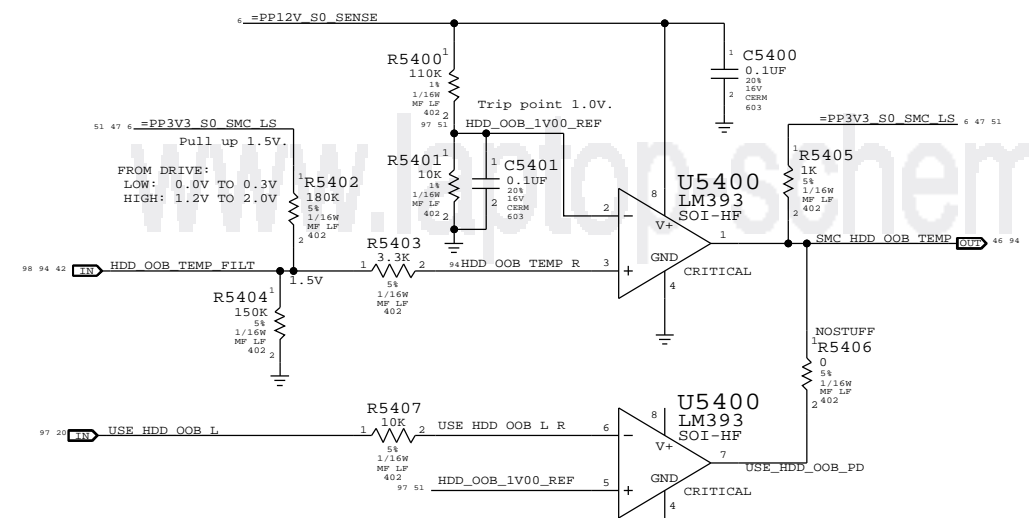 6 =PP12V_S0_SENSE
R5400
110K
1%
1/16W
MF LF
402
1
2
97 51
C5400
0.1UF
20%
16V
CERM
603
1
2
Trip point 1.0V.
HDD_OOB_1V00_REF
51 47 6 =PP3V3_S0_SMC_LS
Pull up 1.5V.
=PP3V3_S0_SMC_LS 6 47 51
FROM DRIVE:
LOW: 0.0V TO 0.3V
HIGH: 1.2V TO 2.0V
R5402
180K
5%
1/16W
MF LF
402
1
2
R5401
10K
1%
1/16W
MF LF
402
1
2
C5401
0.1UF
20%
16V
CERM
603
1
2
R5405
1K
5%
1/16W
MF LF
402
1
2
www.laptop-schem
U5400
LM393
SOI-HF
8
V+
2
1
GND
3
4
CRITICAL
SMC_HDD_OOB_TEMP OUT 46 94
98 94 42 IN HDD_OOB_TEMP_FILT
1.5V
R5403
3.3K
1 2
5%
1/16W
MF LF
402
94 HDD_OOB_TEMP_R
R5404
150K
5%
1/16W
MF LF
402
1
2
NOSTUFF
R5406
0
5%
1/16W
MF LF
402
1
2
97 20 IN USE_HDD_OOB_L
R5407
10K
1 2
5%
1/16W
MF LF
402
USE_HDD_OOB_L_R
97 51 HDD_OOB_1V00_REF
U5400
LM393
SOI-HF
8
V+
6
7
GND
5
4
CRITICAL
USE_HDD_OOB_PD